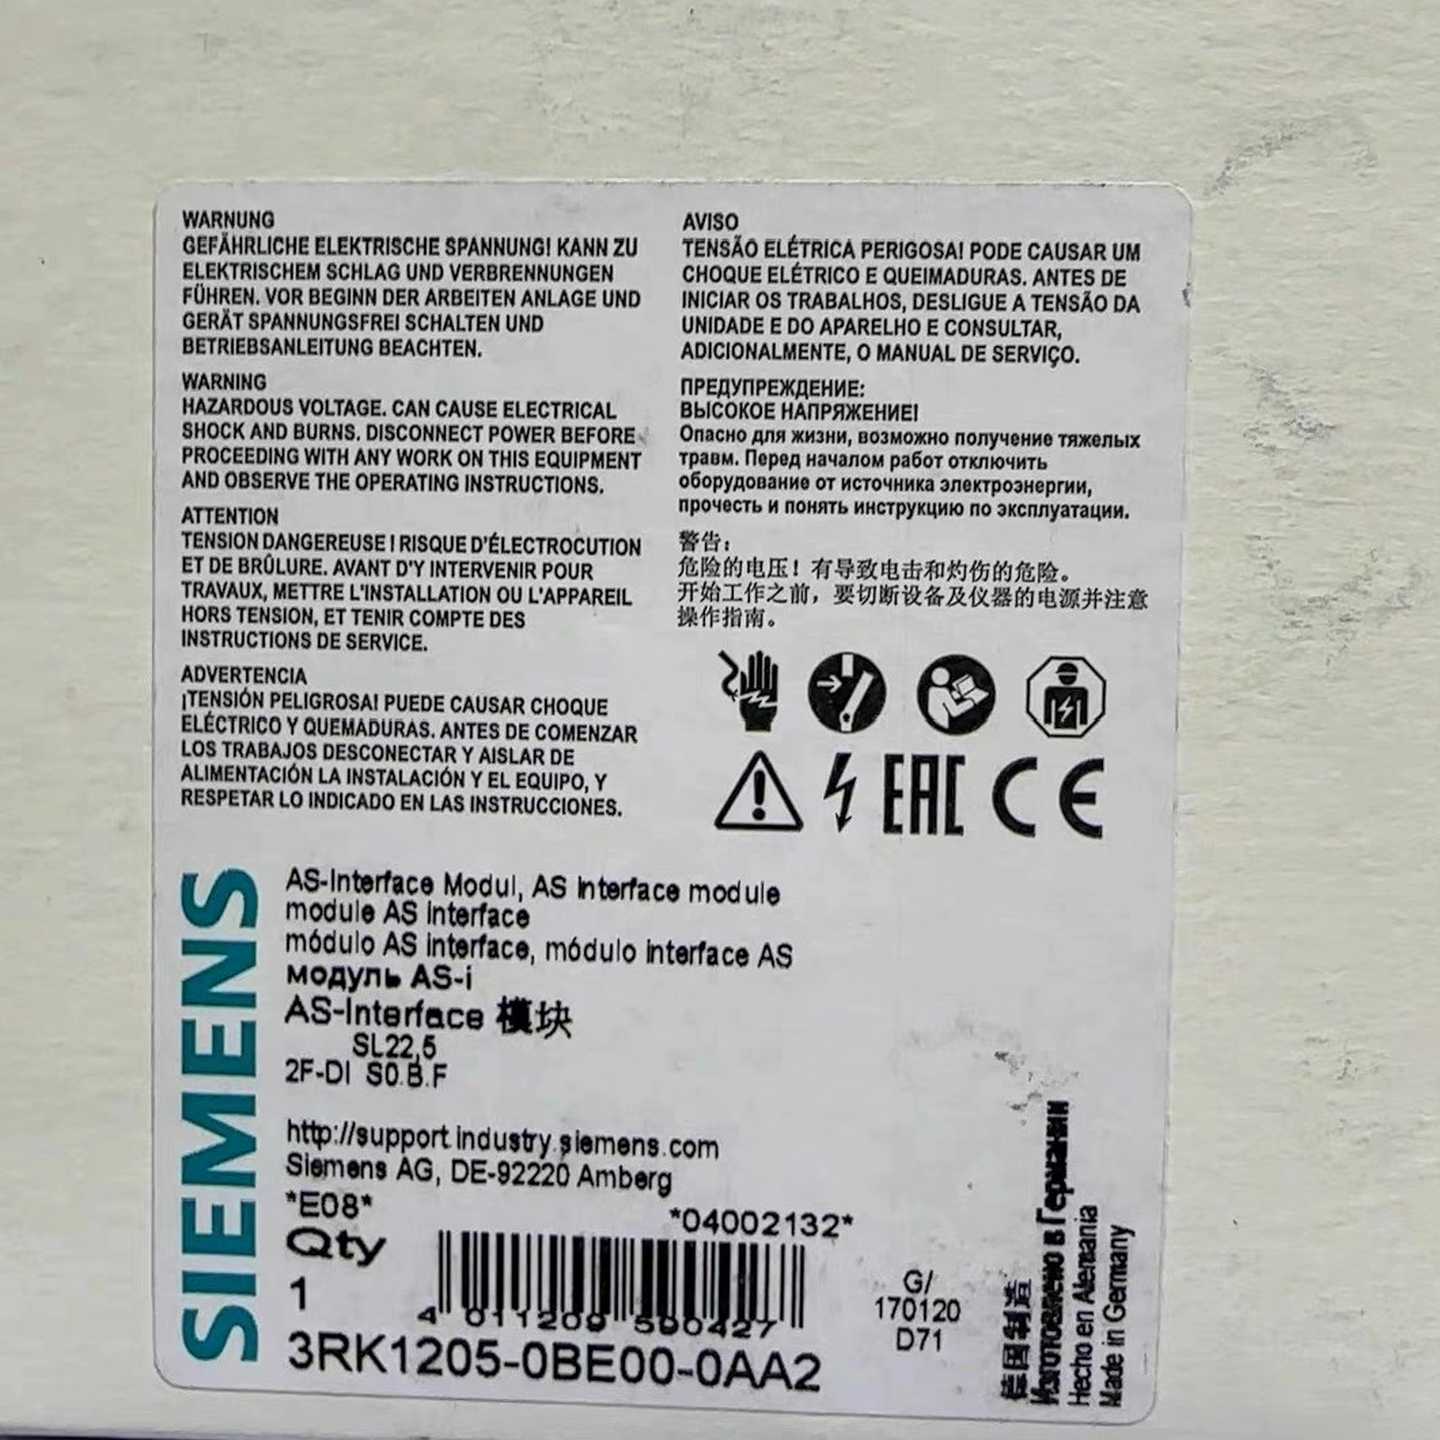 WARNUNG
GEFÄHRLICHE ELEKTRISCHE SPANNUNG! KANN ZU
ELEKTRISCHEM SCHLAG UND VERBRENNUNGEN
FÜHREN. VOR BEGINN DER ARBEITEN ANLAGE UND
GERÄT SPANNUNGSFREI SCHALTEN UND
BETRIEBSANLEITUNG BEACHTEN.
WARNING
HAZARDOUS VOLTAGE. CAN CAUSE ELECTRICAL
SHOCK AND BURNS. DISCONNECT POWER BEFORE
PROCEEDING WITH ANY WORK ON THIS EQUIPMENT
AND OBSERVE THE OPERATING INSTRUCTIONS.
ATTENTION
TENSION DANGEREUSE ! RISQUE D'ÉLECTROCUTION
ET DE BRÛLURE. AVANT D'Y INTERVENIR POUR
TRAVAUX, METTRE L'INSTALLATION OU L'APPAREIL
HORS TENSION, ET TENIR COMPTE DES
INSTRUCTIONS DE SERVICE.
ADVERTENCIA
¡TENSIÓN PELIGROSA! PUEDE CAUSAR CHOQUE
ELÉCTRICO Y QUEMADURAS. ANTES DE COMENZAR
LOS TRABAJOS DESCONECTAR Y AISLAR DE
ALIMENTACIÓN LA INSTALACIÓN Y EL EQUIPO, Y
RESPETAR LO INDICADO EN LAS INSTRUCCIONES.
AVISO
TENSÃO ELÉTRICA PERIGOSA! PODE CAUSAR UM
CHOQUE ELÉTRICO E QUEIMADURAS. ANTES DE
INICIAR OS TRABALHOS, DESLIGUE A TENSÃO DA
UNIDADE E DO APARELHO E CONSULTAR,
ADICIONALMENTE, O MANUAL DE SERVIÇO.
ПРЕДУПРЕЖДЕНИЕ:
ВЫСОКОЕ НАПРЯЖЕНИЕ!
Опасно для жизни, возможно получение тяжелых
травм. Перед началом работ отключить
оборудование от источника электроэнергии,
прочесть и понять инструкцию по эксплуатации.
警告：
危险的电压！有导致电击和灼伤的危险。
开始工作之前，要切断设备及仪器的电源并注意
操作指南。
EAC CE
SIEMENS
AS-Interface Modul, AS interface module
module AS interface
módulo AS interface, módulo interface AS
модуль AS-i
AS-Interface 模块
SL22,5
2F-DI S0.B.F
http://support.industry.siemens.com
Siemens AG, DE-92220 Amberg
*E08*
*04002132*
Qty
1
4 011209 590427
3RK1205-0BE00-0AA2
G/
170120
D71
德国制造
Изготовлено в Германии
Hecho en Alemania
Made in Germany